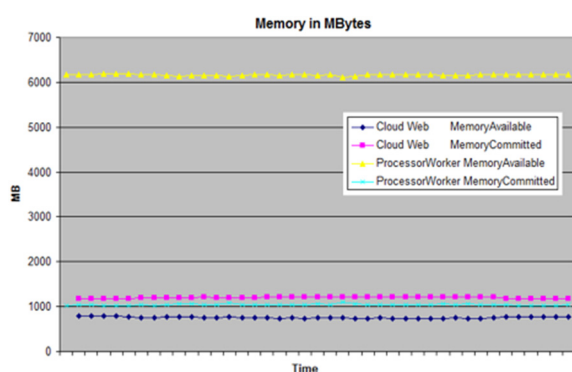 Memory in MBytes
7000
6000
5000
4000
3000
2000
1000
0
MB
Cloud Web MemoryAvailable
Cloud Web MemoryCommitted
ProcessorWorker MemoryAvailable
ProcessorWorker MemoryCommitted
Time